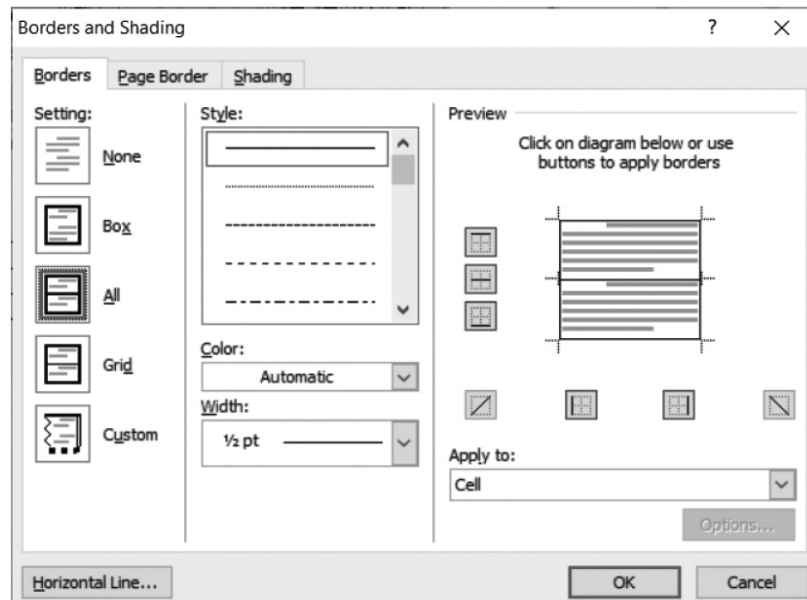 Borders and Shading
?
Borders
Page Border
Shading
Setting:
None
Box
All
Grid
Custom
Style:
Color:
Automatic
Width:
½ pt
Preview
Click on diagram below or use
buttons to apply borders
Apply to:
Cell
Options...
Horizontal Line...
OK
Cancel